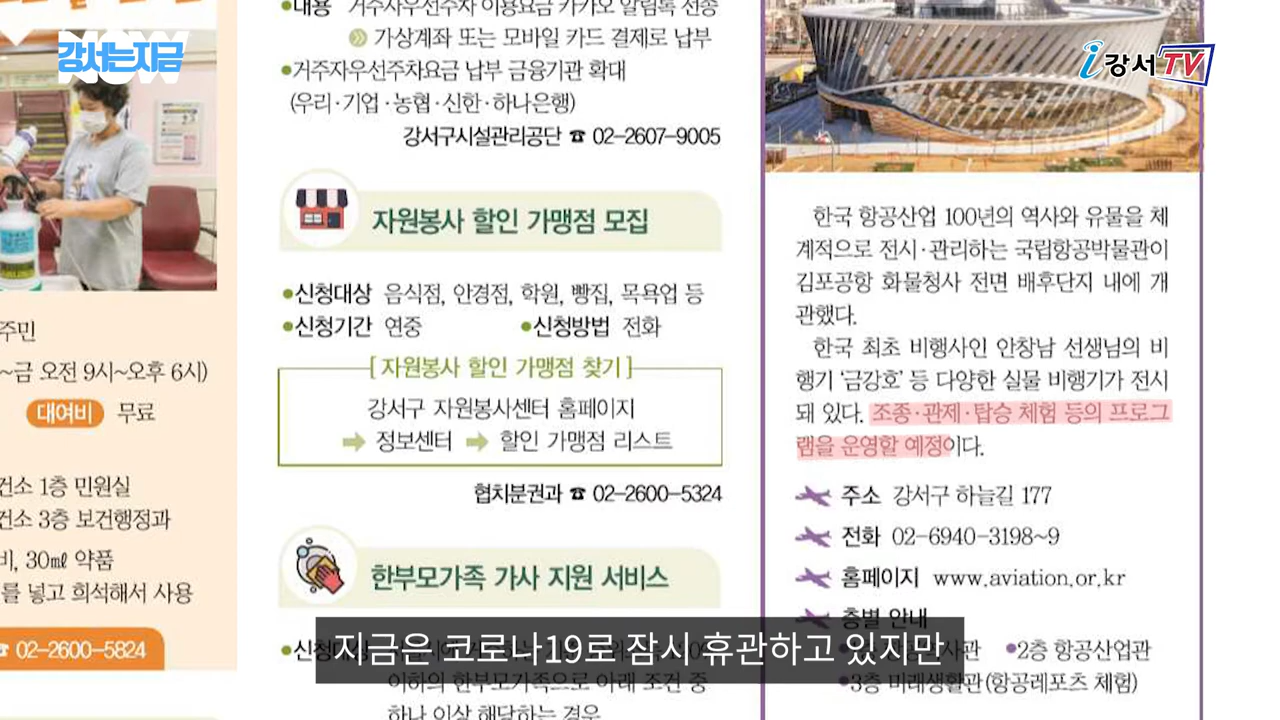 강서는지금
NOW
i강서TV
주민
~금 오전 9시~오후 6시)
대여비 무료
건소 1층 민원실
건소 3층 보건행정과
비, 30㎖ 약품
를 넣고 희석해서 사용
☎ 02-2600-5824
●내용 거주자우선주차 이용요금 카카오 알림톡 전송
가상계좌 또는 모바일 카드 결제로 납부
●거주자우선주차요금 납부 금융기관 확대
(우리·기업·농협·신한·하나은행)
강서구시설관리공단 ☎ 02-2607-9005
자원봉사 할인 가맹점 모집
●신청대상 음식점, 안경점, 학원, 빵집, 목욕업 등
●신청기간 연중 ●신청방법 전화
[ 자원봉사 할인 가맹점 찾기 ]
강서구 자원봉사센터 홈페이지
➡ 정보센터 ➡ 할인 가맹점 리스트
협치분권과 ☎ 02-2600-5324
한부모가족 가사 지원 서비스
●신청대상
이하의 한부모가족으로 아래 조건 중
하나 이상 해당하는 경우
한국 항공산업 100년의 역사와 유물을 체
계적으로 전시·관리하는 국립항공박물관이
김포공항 화물청사 전면 배후단지 내에 개
관했다.
한국 최초 비행사인 안창남 선생님의 비
행기 ‘금강호’ 등 다양한 실물 비행기가 전시
돼 있다. 조종·관제·탑승 체험 등의 프로그
램을 운영할 예정이다.
주소 강서구 하늘길 177
전화 02-6940-3198~9
홈페이지 www.aviation.or.kr
층별 안내
●2층 항공산업관
●3층 미래생활관(항공레포츠 체험)
지금은 코로나19로 잠시 휴관하고 있지만